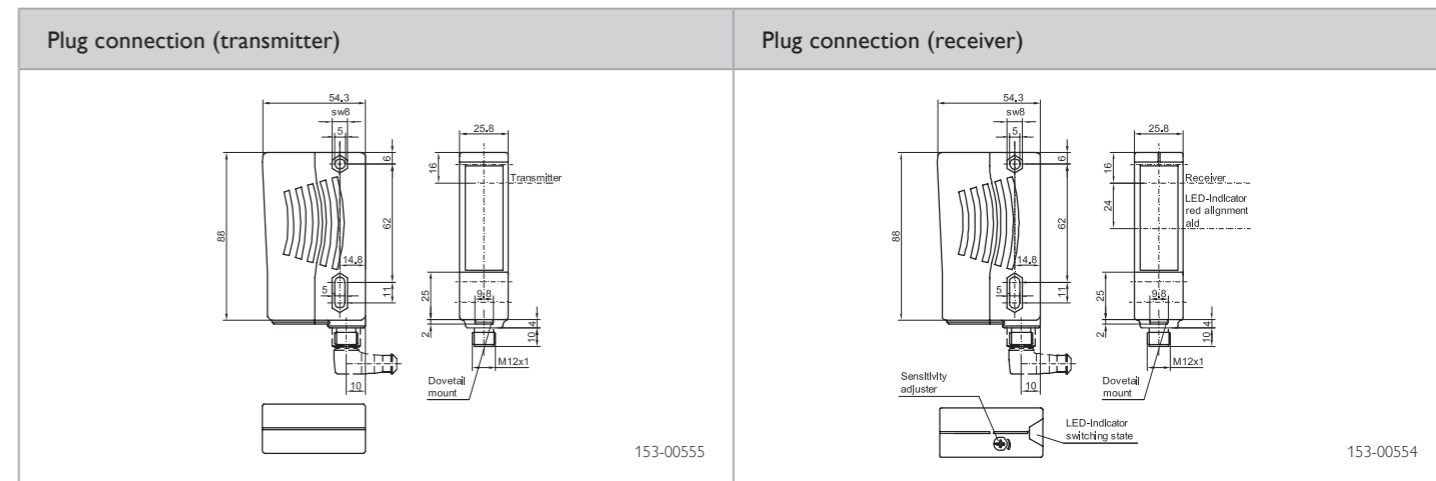 Plug connection (transmitter)
Plug connection (receiver)
54.3
sw8
5
6
88
62
14.8
5
11
10
25.8
16
Transmitter
25
9.8
2
4
10
M12x1
Dovetail
mount
153-00555
54.3
sw8
5
6
88
62
14.8
5
11
10
25.8
16
Receiver
24
LED-Indicator
red alignment
aid
25
9.8
2
4
10
M12x1
Sensitivity
adjuster
Dovetail
mount
LED-Indicator
switching state
153-00554